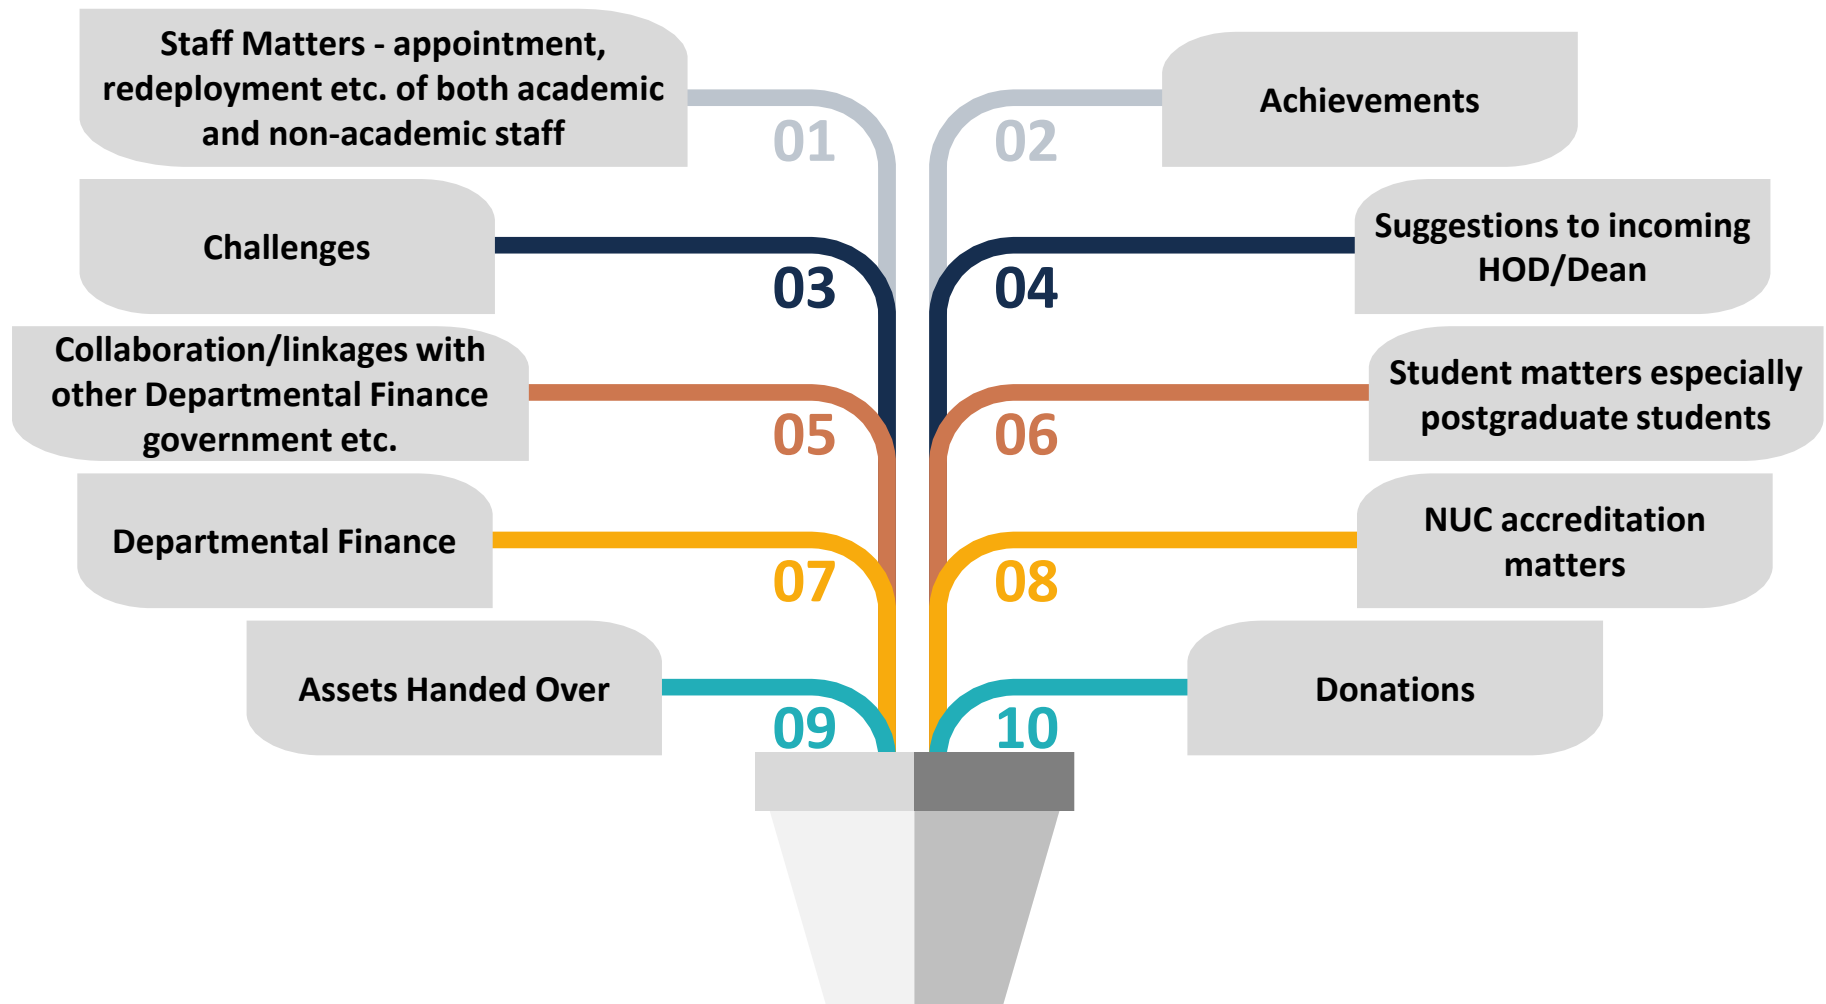 Staff Matters - appointment,
redeployment etc. of both academic
and non-academic staff
01
02
Achievements
Challenges
03
04
Suggestions to incoming
HOD/Dean
Collaboration/linkages with
other Departmental Finance
government etc.
05
06
Student matters especially
postgraduate students
Departmental Finance
07
08
NUC accreditation
matters
Assets Handed Over
09
10
Donations